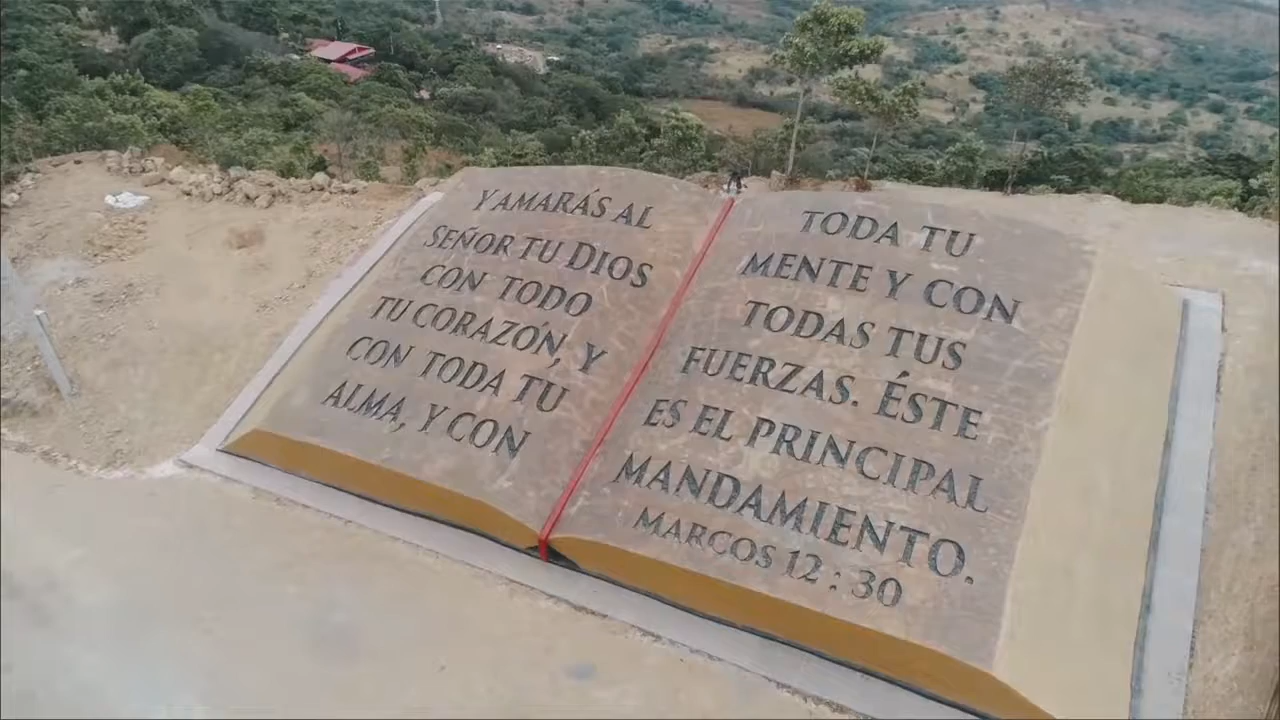 Y AMARÁS AL
SEÑOR TU DIOS
CON TODO
TU CORAZÓN, Y
CON TODA TU
ALMA, Y CON
TODA TU
MENTE Y CON
TODAS TUS
FUERZAS. ÉSTE
ES EL PRINCIPAL
MANDAMIENTO.
MARCOS 12 : 30